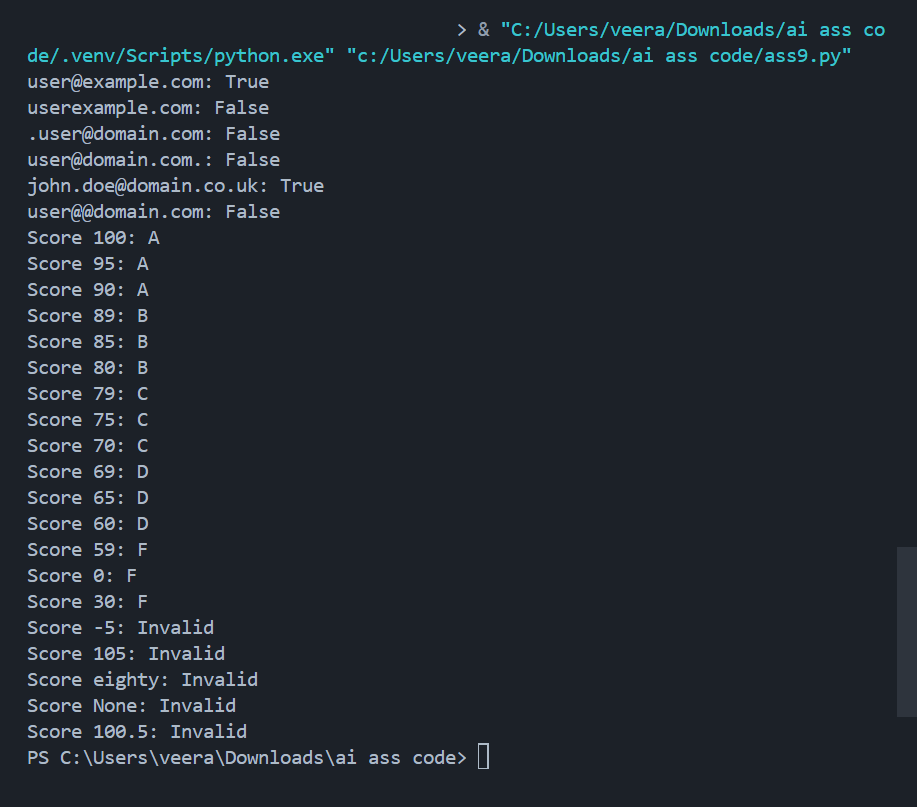 > & "C:/Users/veera/Downloads/ai ass co
de/.venv/Scripts/python.exe" "c:/Users/veera/Downloads/ai ass code/ass9.py"
user@example.com: True
userexample.com: False
.user@domain.com: False
user@domain.com.: False
john.doe@domain.co.uk: True
user@@domain.com: False
Score 100: A
Score 95: A
Score 90: A
Score 89: B
Score 85: B
Score 80: B
Score 79: C
Score 75: C
Score 70: C
Score 69: D
Score 65: D
Score 60: D
Score 59: F
Score 0: F
Score 30: F
Score -5: Invalid
Score 105: Invalid
Score eighty: Invalid
Score None: Invalid
Score 100.5: Invalid
PS C:\Users\veera\Downloads\ai ass code>